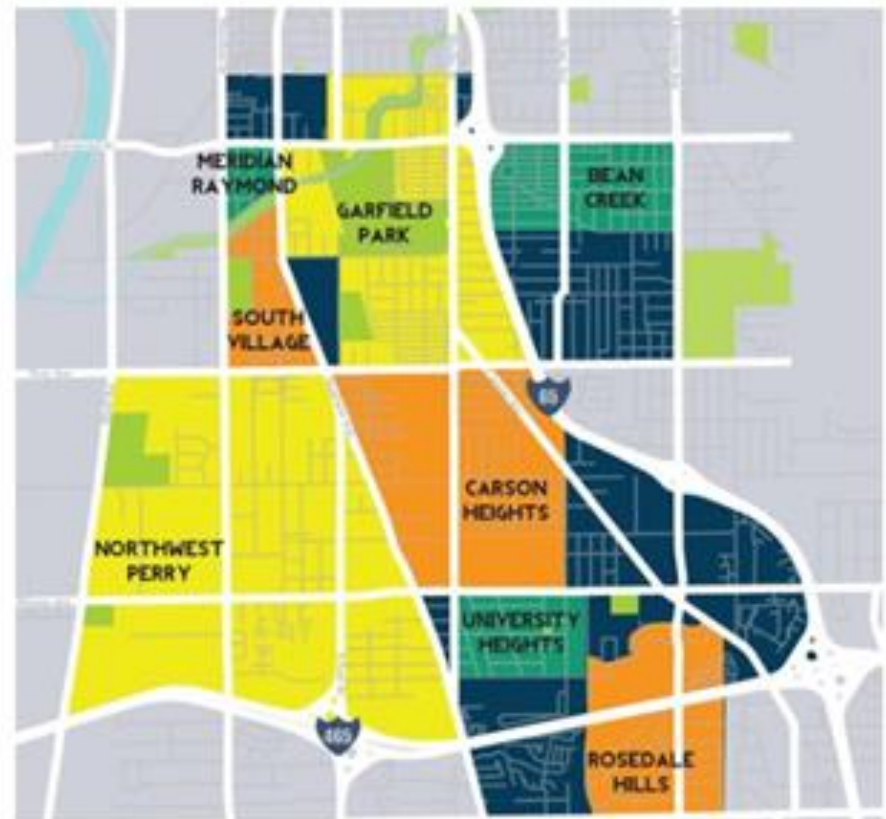 MERIDIAN
RAYMOND
BEAN
CREEK
GARFIELD
PARK
SOUTH
VILLAGE
65
CARSON
HEIGHTS
NORTHWEST
PERRY
UNIVERSITY
HEIGHTS
465
ROSEDALE
HILLS